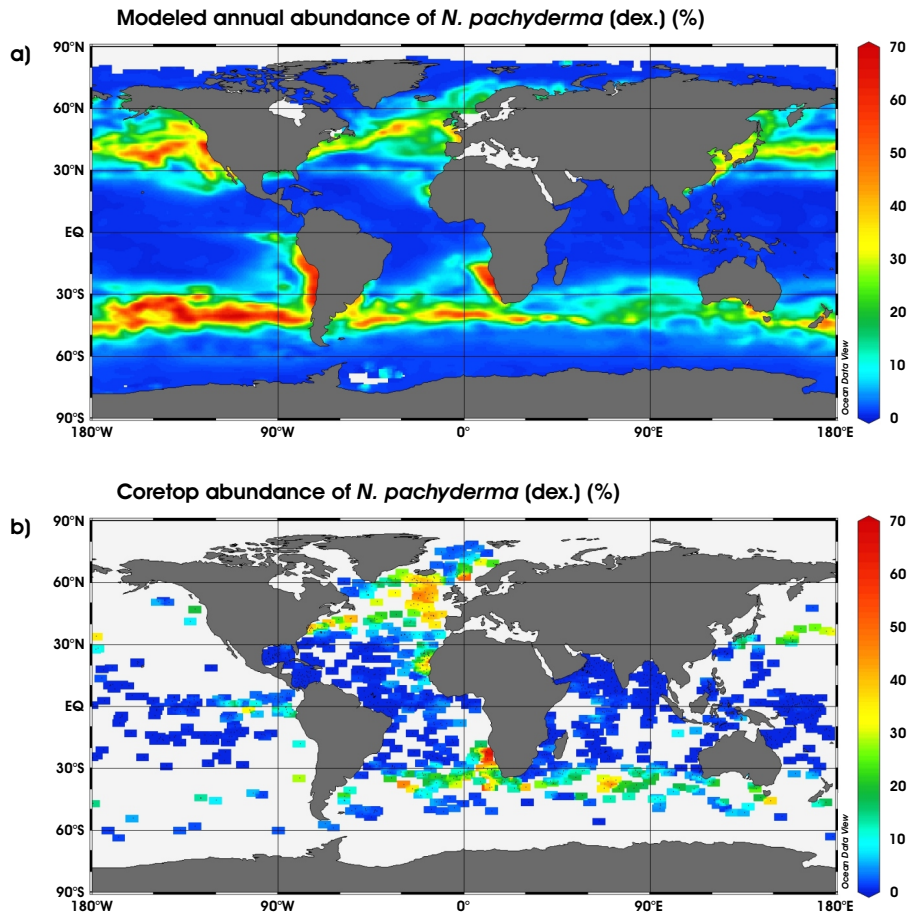 Modeled annual abundance of N. pachyderma (dex.) (%)
a)
90°N
60°N
30°N
EQ
30°S
60°S
90°S
180°W
90°W
0°
90°E
180°E
Ocean Data View
70
60
50
40
30
20
10
0
Coretop abundance of N. pachyderma (dex.) (%)
b)
90°N
60°N
30°N
EQ
30°S
60°S
90°S
180°W
90°W
0°
90°E
180°E
Ocean Data View
70
60
50
40
30
20
10
0